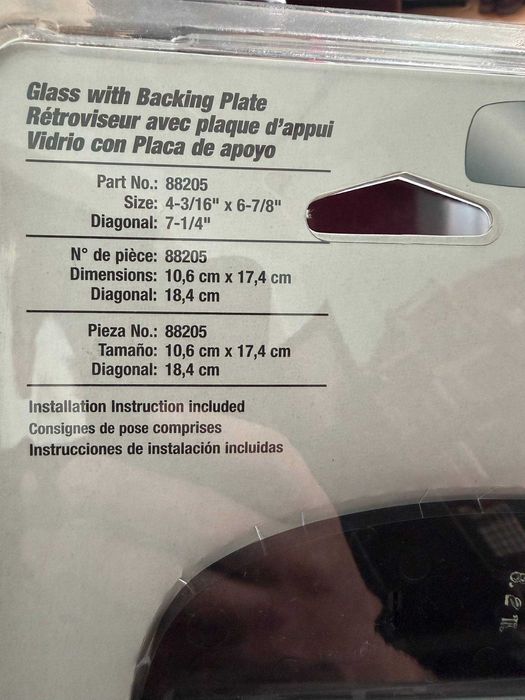 Glass with Backing Plate
Rétroviseur avec plaque d'appui
Vidrio con Placa de apoyo
Part No.: 88205
Size: 4-3/16" x 6-7/8"
Diagonal: 7-1/4"
N° de pièce: 88205
Dimensions: 10,6 cm x 17,4 cm
Diagonal: 18,4 cm
Pieza No.: 88205
Tamaño: 10,6 cm x 17,4 cm
Diagonal: 18,4 cm
Installation Instruction included
Consignes de pose comprises
Instrucciones de instalación incluidas